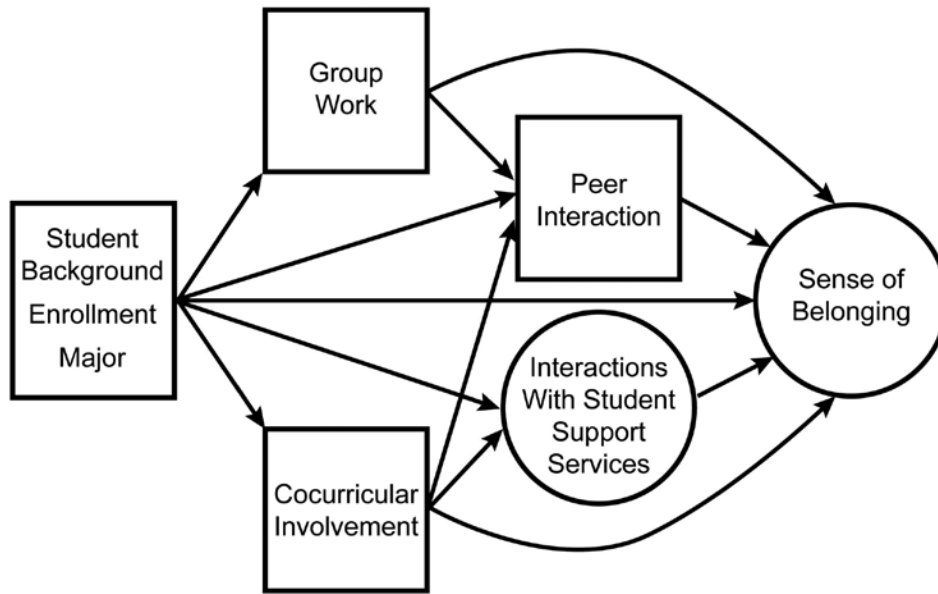 Group
Work
Peer
Interaction
Student
Background
Enrollment
Major
Sense of
Belonging
Interactions
With Student
Support
Services
Cocurricular
Involvement